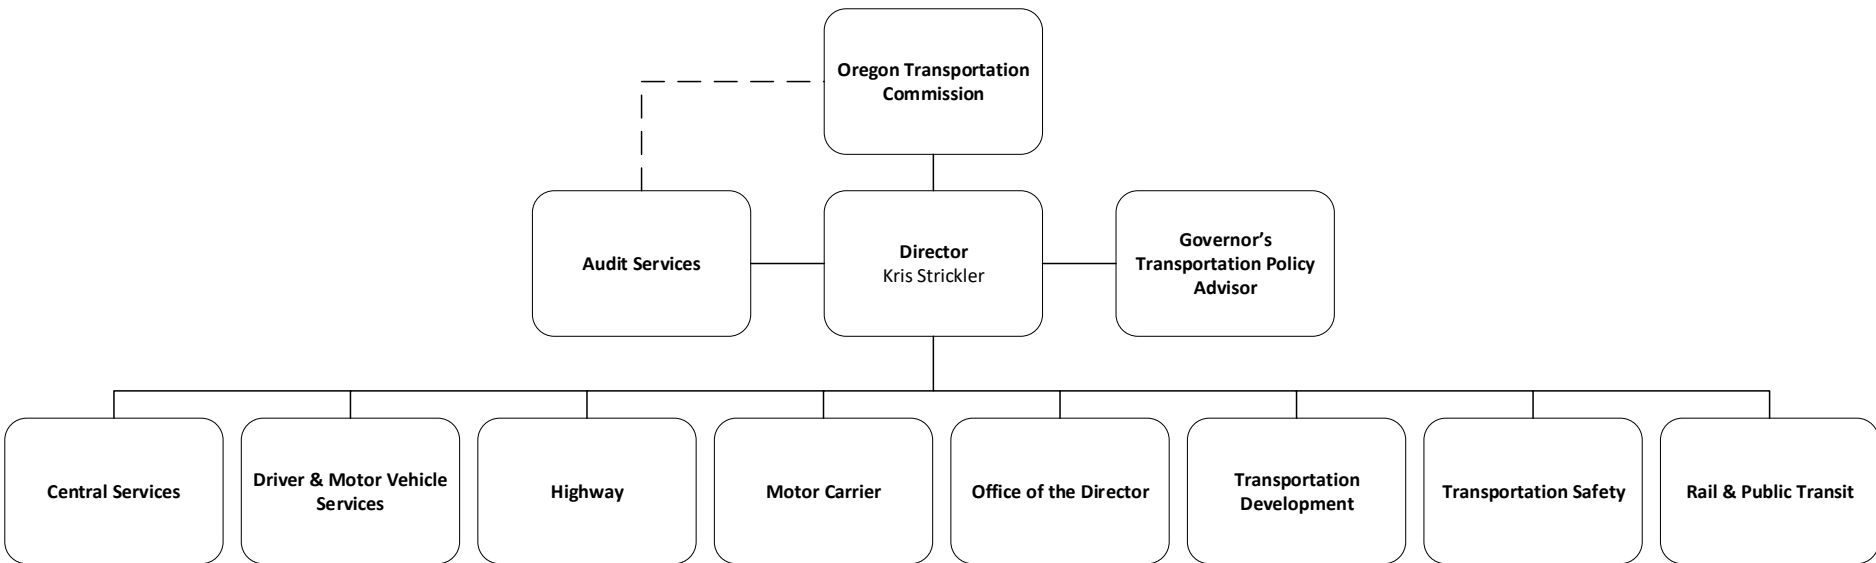 Oregon Transportation
Commission
Audit Services
Director
Kris Strickler
Governor’s
Transportation Policy
Advisor
Central Services
Driver & Motor Vehicle
Services
Highway
Motor Carrier
Office of the Director
Transportation
Development
Transportation Safety
Rail & Public Transit